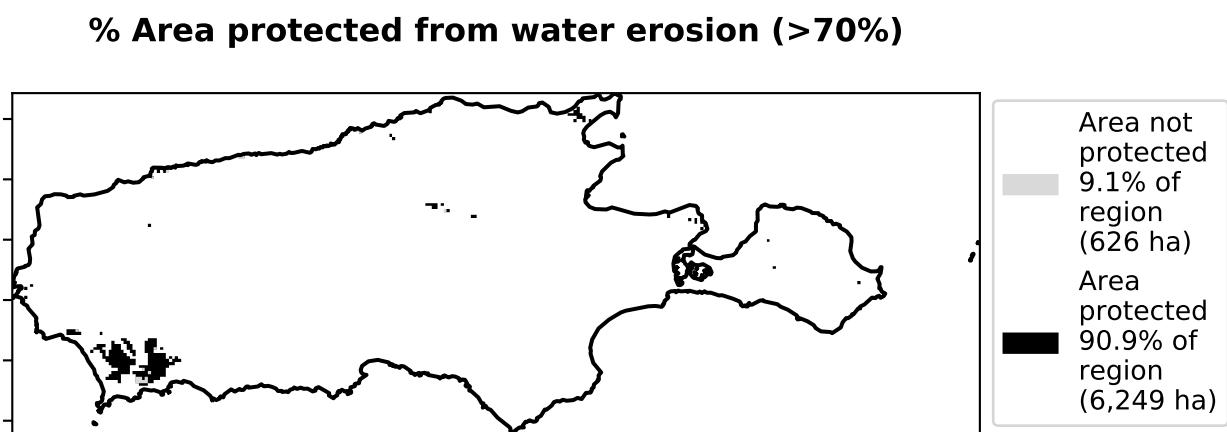 % Area protected from water erosion (>70%)
Area not
protected
9.1% of
region
(626 ha)
Area
protected
90.9% of
region
(6,249 ha)